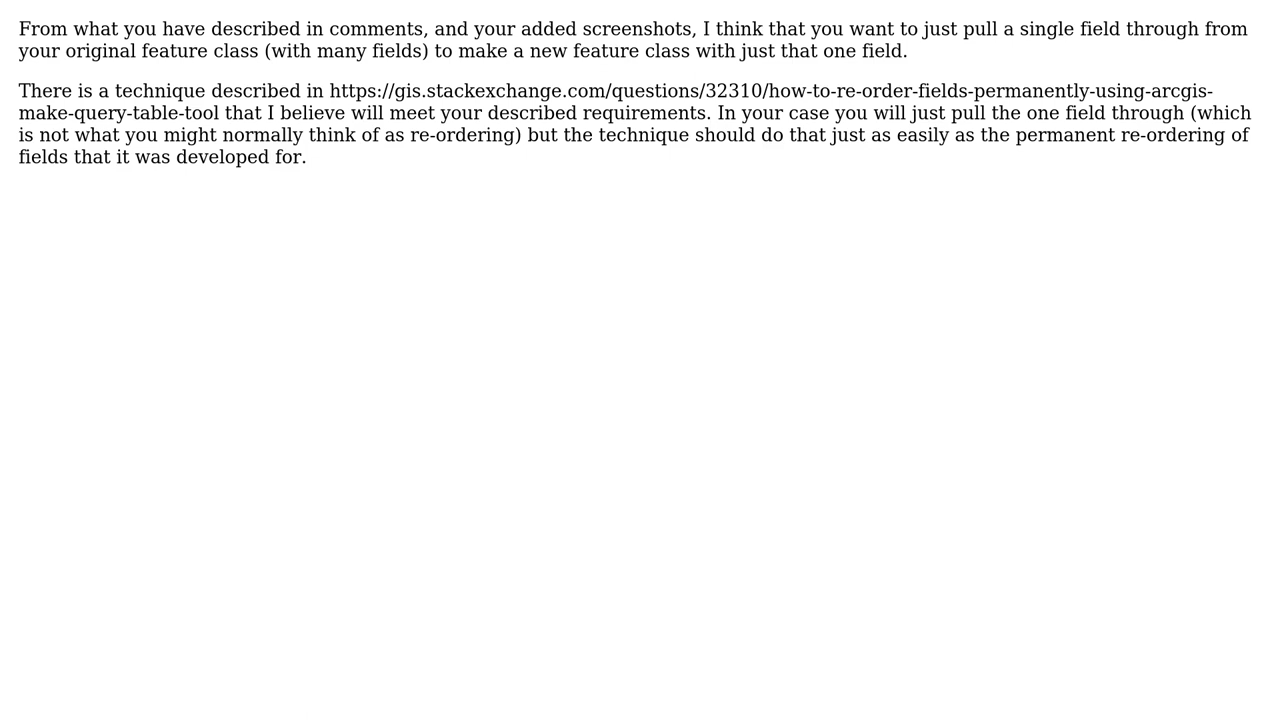 From what you have described in comments, and your added screenshots, I think that you want to just pull a single field through from
your original feature class (with many fields) to make a new feature class with just that one field.
There is a technique described in https://gis.stackexchange.com/questions/32310/how-to-re-order-fields-permanently-using-arcgis-
make-query-table-tool that I believe will meet your described requirements. In your case you will just pull the one field through (which
is not what you might normally think of as re-ordering) but the technique should do that just as easily as the permanent re-ordering of
fields that it was developed for.